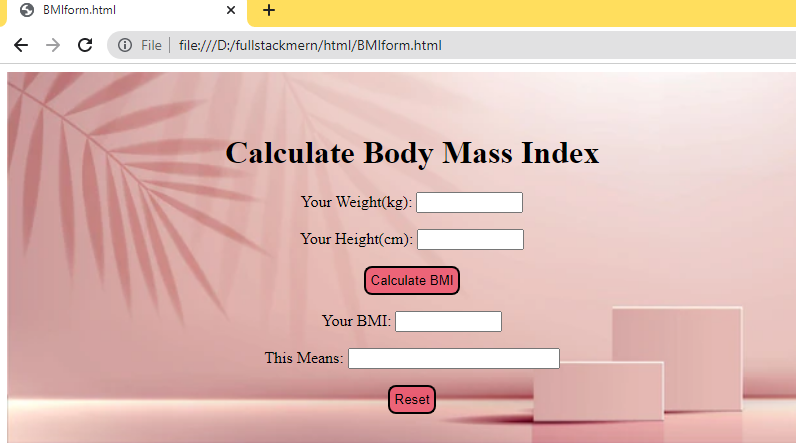 BMIform.html
File file:///D:/fullstackmern/html/BMIform.html
Calculate Body Mass Index
Your Weight(kg):
Your Height(cm):
Calculate BMI
Your BMI:
This Means:
Reset